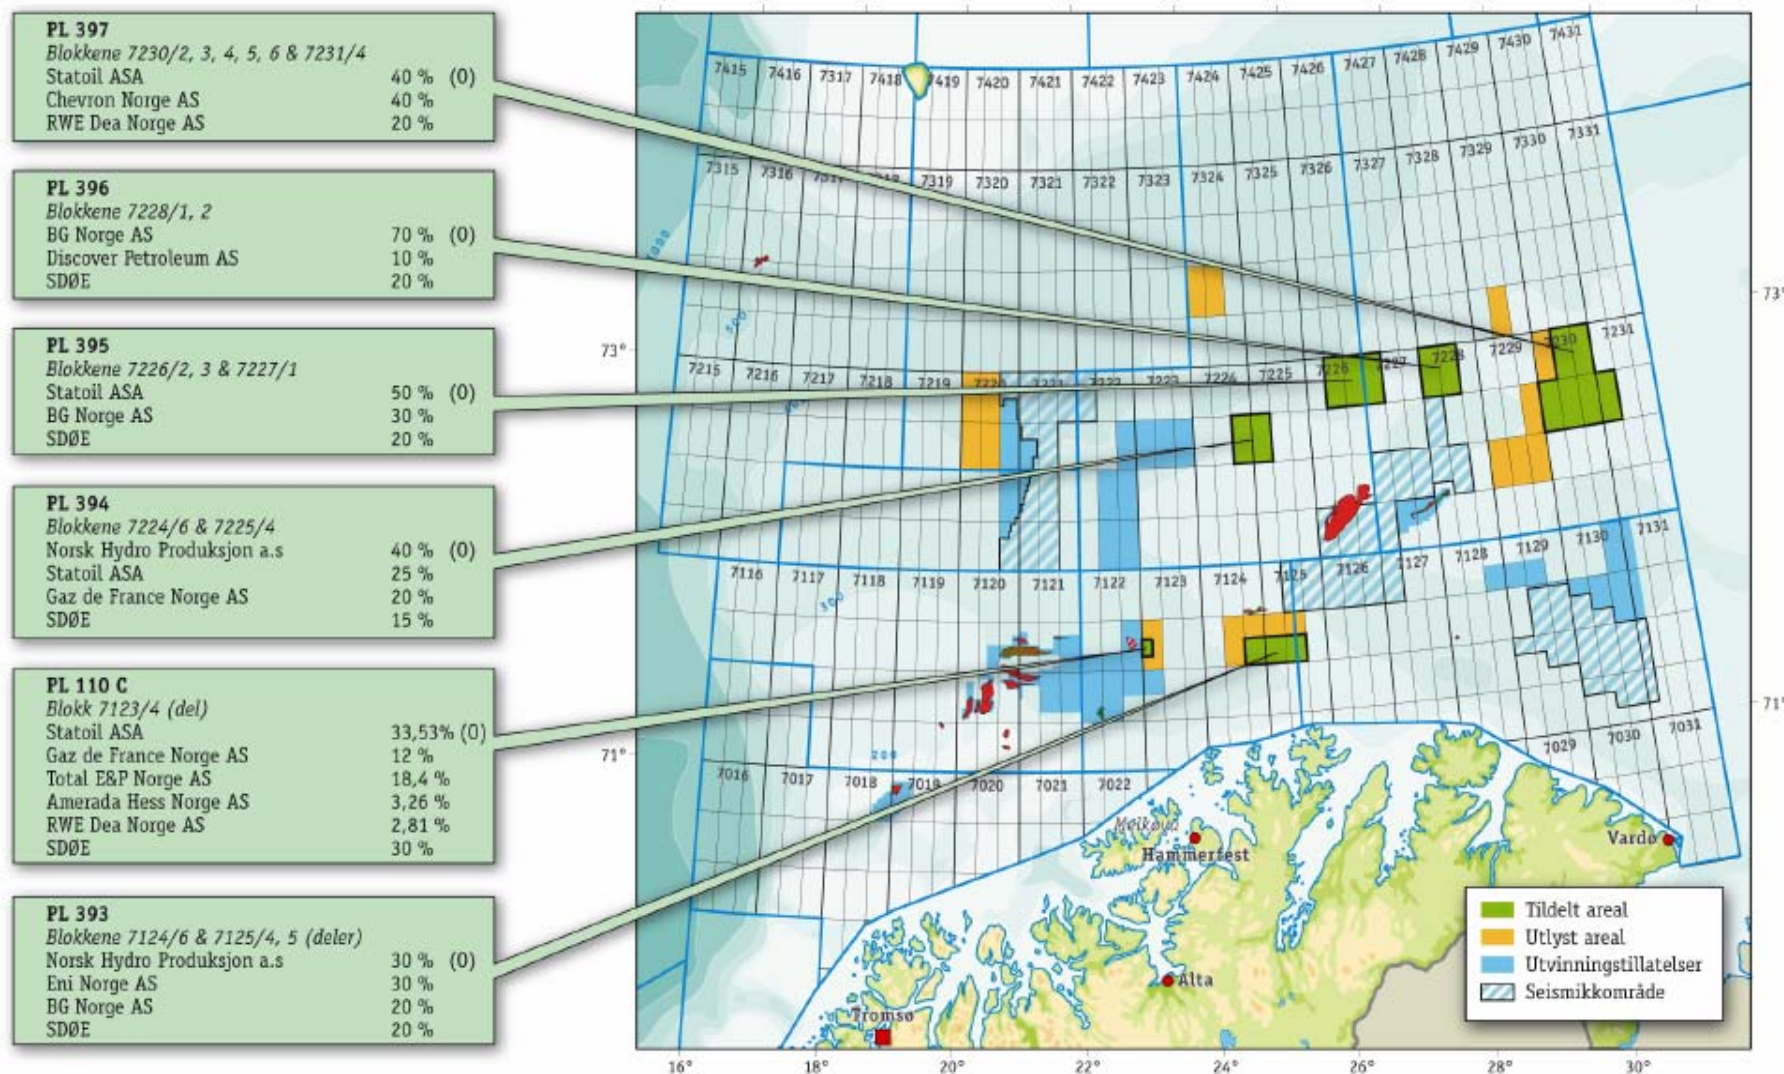 PL 397
Blokkene 7230/2, 3, 4, 5, 6 & 7231/4
Statoil ASA 40 % (O)
Chevron Norge AS 40 %
RWE Dea Norge AS 20 %
PL 396
Blokkene 7228/1, 2
BG Norge AS 70 % (O)
Discover Petroleum AS 10 %
SDØE 20 %
PL 395
Blokkene 7226/2, 3 & 7227/1
Statoil ASA 50 % (O)
BG Norge AS 30 %
SDØE 20 %
PL 394
Blokkene 7224/6 & 7225/4
Norsk Hydro Produksjon a.s 40 % (O)
Statoil ASA 25 %
Gaz de France Norge AS 20 %
SDØE 15 %
PL 110 C
Blokk 7123/4 (del)
Statoil ASA 33,53% (O)
Gaz de France Norge AS 12 %
Total E&P Norge AS 18,4 %
Amerada Hess Norge AS 3,26 %
RWE Dea Norge AS 2,81 %
SDØE 30 %
PL 393
Blokkene 7124/6 & 7125/4, 5 (deler)
Norsk Hydro Produksjon a.s 30 % (O)
Eni Norge AS 30 %
BG Norge AS 20 %
SDØE 20 %
7415 7416 7317 7418 7419 7420 7421 7422 7423 7424 7425 7426 7427 7428 7429 7430 7431
7315 7316 7317 7318 7319 7320 7321 7322 7323 7324 7325 7326 7327 7328 7329 7330 7331
500
73°
73°
7215 7216 7217 7218 7219 7220 7221 7222 7223 7224 7225 7226 7227 7228 7229 7230 7231
7116 7117 7118 7119 7120 7121 7122 7123 7124 7125 7126 7127 7128 7129 7130 7131
300
71°
71°
200
7016 7017 7018 7019 7020 7021 7022 7029 7030 7031
Melkøya
Hammerfest
Vardø
Alta
Tromsø
Tildelt areal
Utlyst areal
Utvinningstillatelser
Seismikkområde
16° 18° 20° 22° 24° 26° 28° 30°